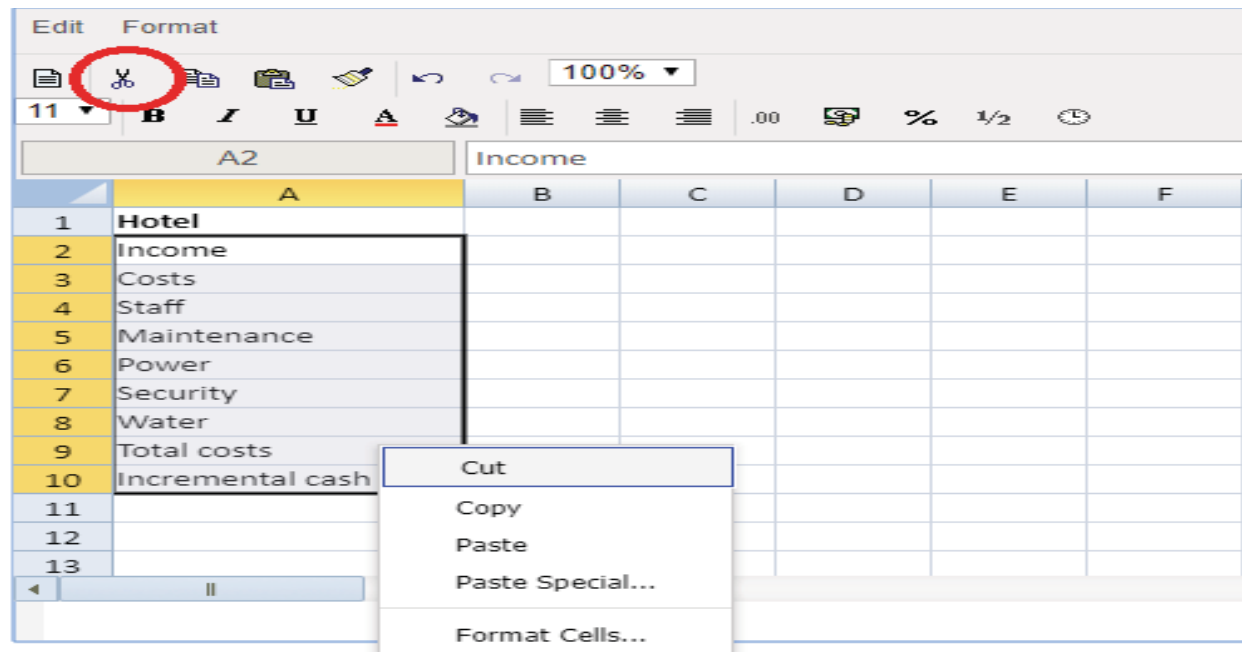 Edit Format
100% ▼
11 ▼ B I U A .00 % 1/2
A2 Income
A B C D E F
1 Hotel
2 Income
3 Costs
4 Staff
5 Maintenance
6 Power
7 Security
8 Water
9 Total costs
10 Incremental cash
11
12
13
Cut
Copy
Paste
Paste Special...
Format Cells...